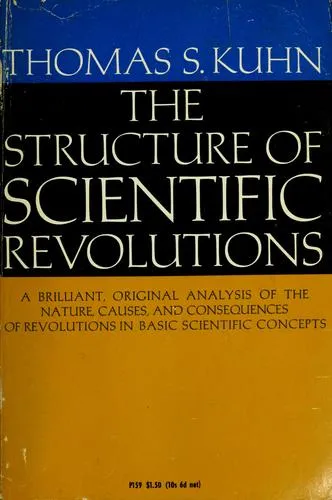 THOMAS S. KUHN
THE
STRUCTURE OF
SCIENTIFIC
REVOLUTIONS
A BRILLIANT, ORIGINAL ANALYSIS OF THE
NATURE, CAUSES, AND CONSEQUENCES
OF REVOLUTIONS IN BASIC SCIENTIFIC CONCEPTS
P159 $1.50 (10s 6d net)